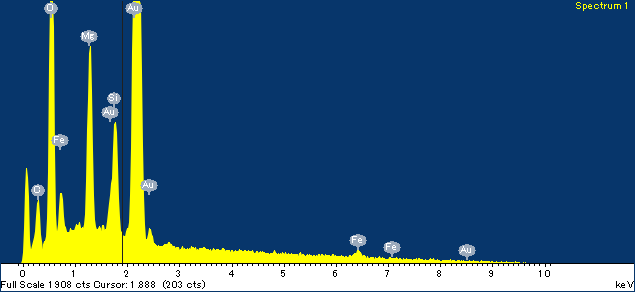 Spectrum 1
O Au
Mg
Si
Au
Fe
Au
C
Fe Fe Au
0 1 2 3 4 5 6 7 8 9 10
Full Scale 1908 cts Cursor: 1.888 (203 cts) keV